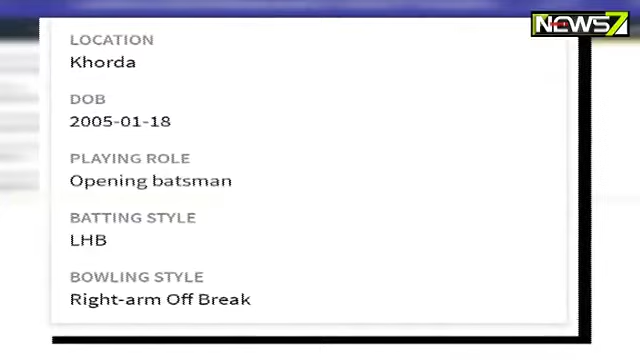 NEWS7
LOCATION
Khorda
DOB
2005-01-18
PLAYING ROLE
Opening batsman
BATTING STYLE
LHB
BOWLING STYLE
Right-arm Off Break